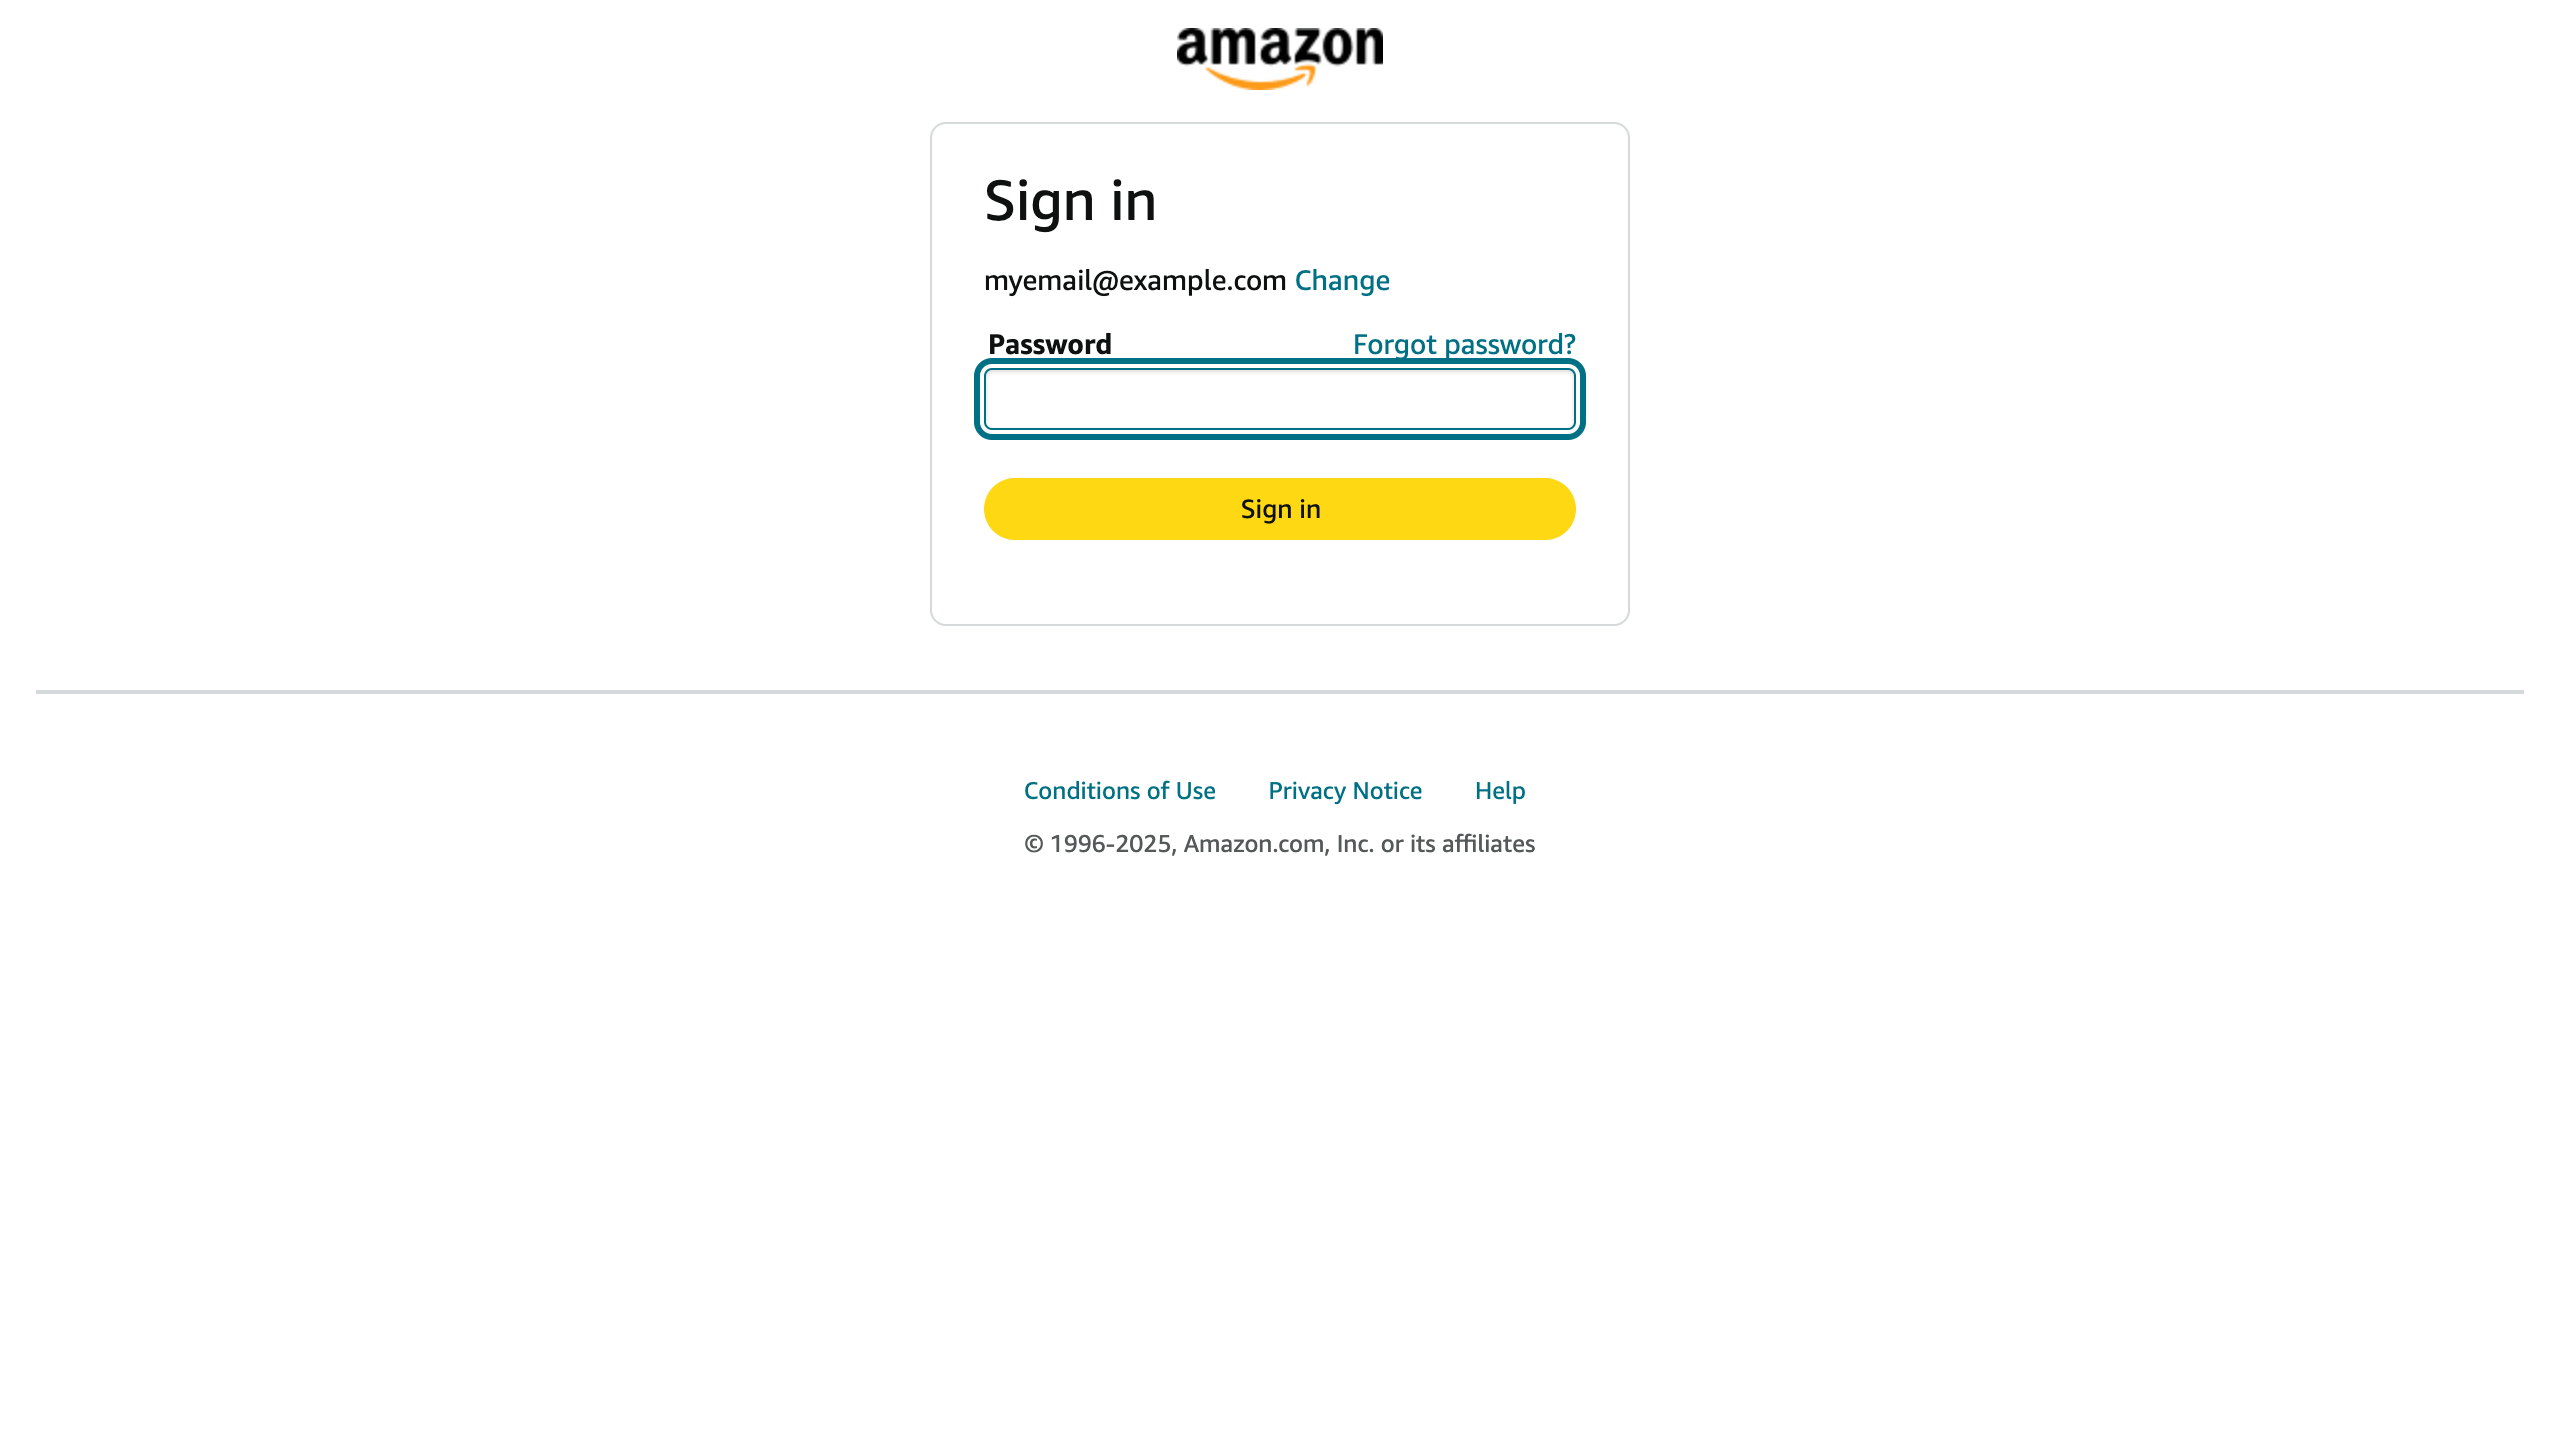 amazon
Sign in
myemail@example.com Change
Password Forgot password?
Sign in
Conditions of Use Privacy Notice Help
© 1996-2025, Amazon.com, Inc. or its affiliates